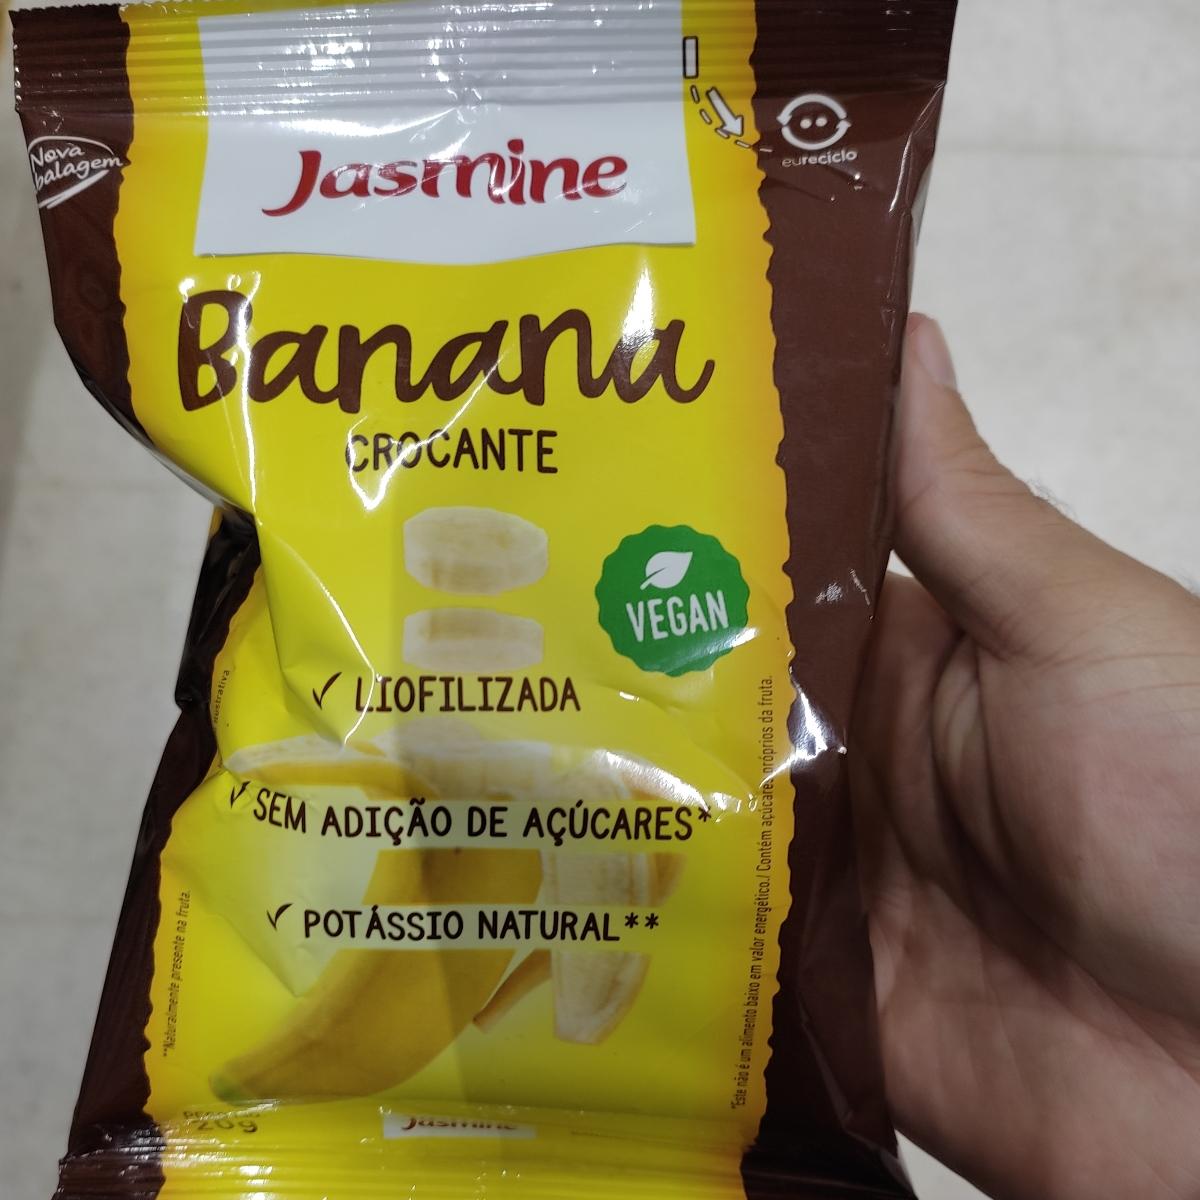 Nova
Jasmine
eureciclo
Banana
CROCANTE
VEGAN
✓ LIOFILIZADA
✓ SEM ADIÇÃO DE AÇÚCARES*
✓ POTÁSSIO NATURAL**
**Naturalmente presente na fruta.
*Este não é um alimento baixo em valor energético./ Contém açúcares próprios da fruta.
20g
Jasmine